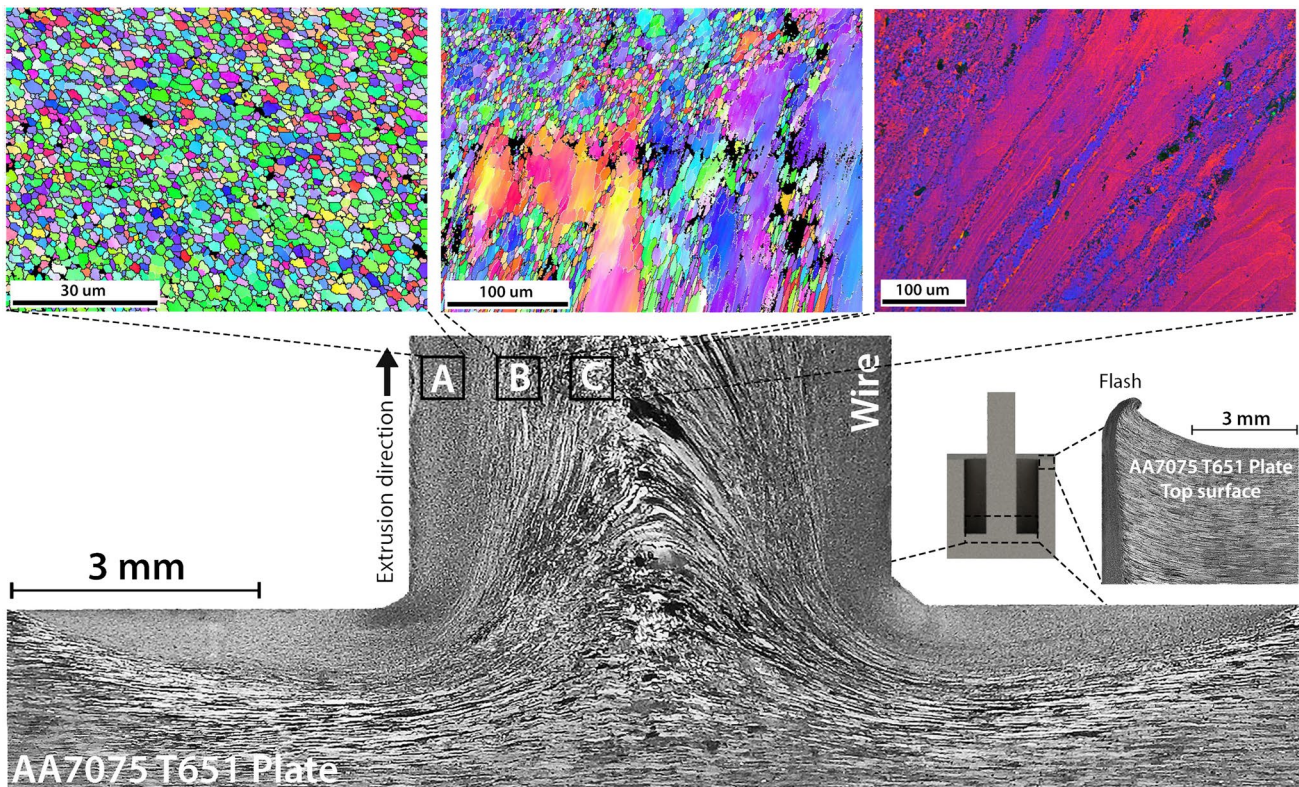 30 um
100 um
100 um
A
B
C
Wire
Extrusion direction
Flash
3 mm
AA7075 T651 Plate
Top surface
3 mm
AA7075 T651 Plate